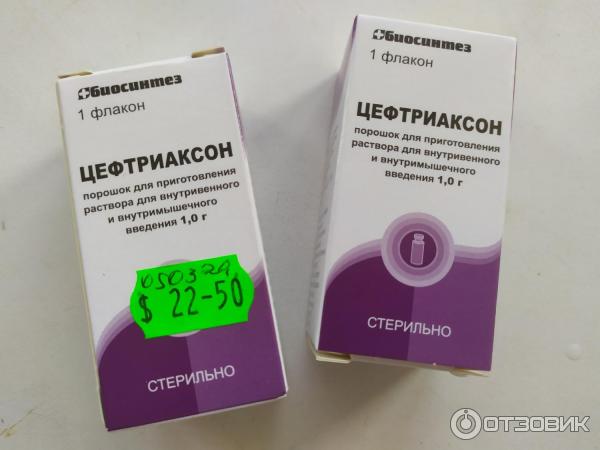 биосинтез
1 флакон
ЦЕФТРИАКСОН
порошок для приготовления
раствора для внутривенного
и внутримышечного
введения 1,0 г
$ 22-50
СТЕРИЛЬНО
биосинтез
1 флакон
ЦЕФТРИАКСОН
порошок для приготовления
раствора для внутривенного
и внутримышечного
введения 1,0 г
СТЕРИЛЬНО
ОТЗОВИК